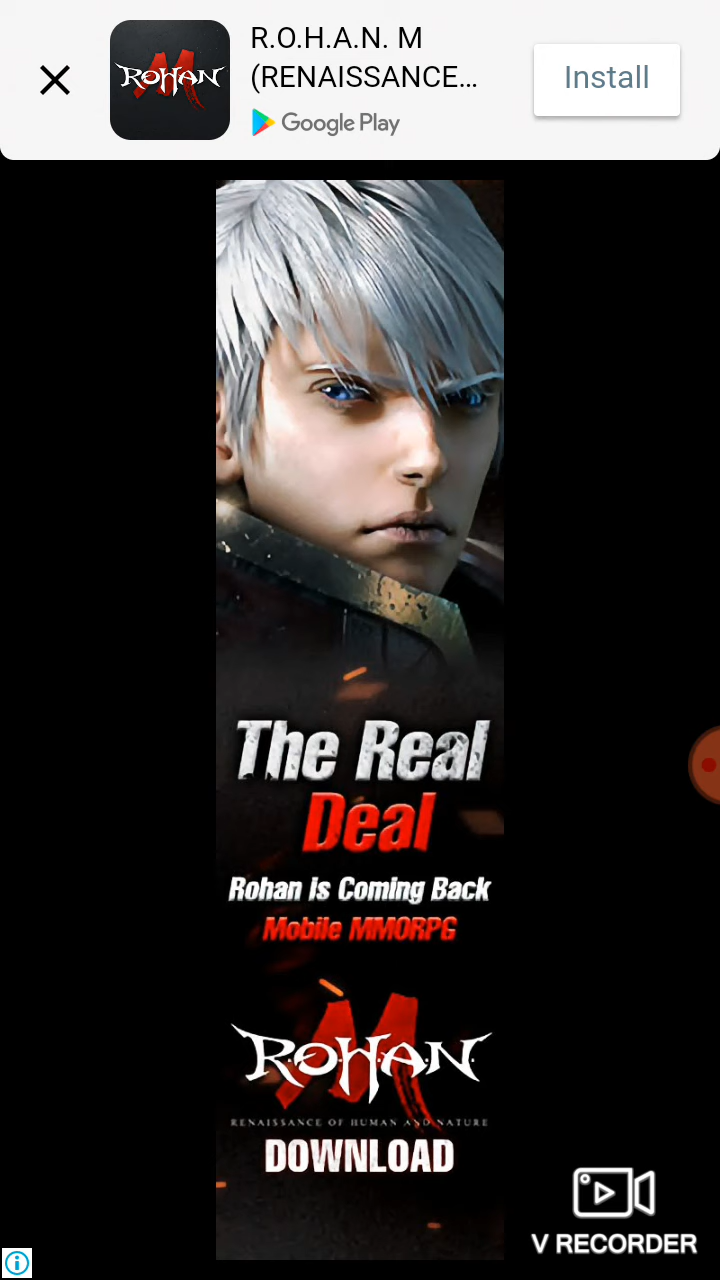 R.O.H.A.N. M
(RENAISSANCE...
Google Play
Install
ROHAN
M
The Real
Deal
Rohan is Coming Back
Mobile MMORPG
M
R.O.H.A.N.
RENAISSANCE OF HUMAN AND NATURE
DOWNLOAD
V RECORDER